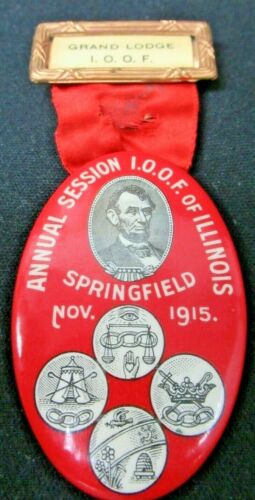 GRAND LODGE
I. O. O. F.
ANNUAL SESSION I.O.O.F. OF ILLINOIS
SPRINGFIELD
NOV. 1915.